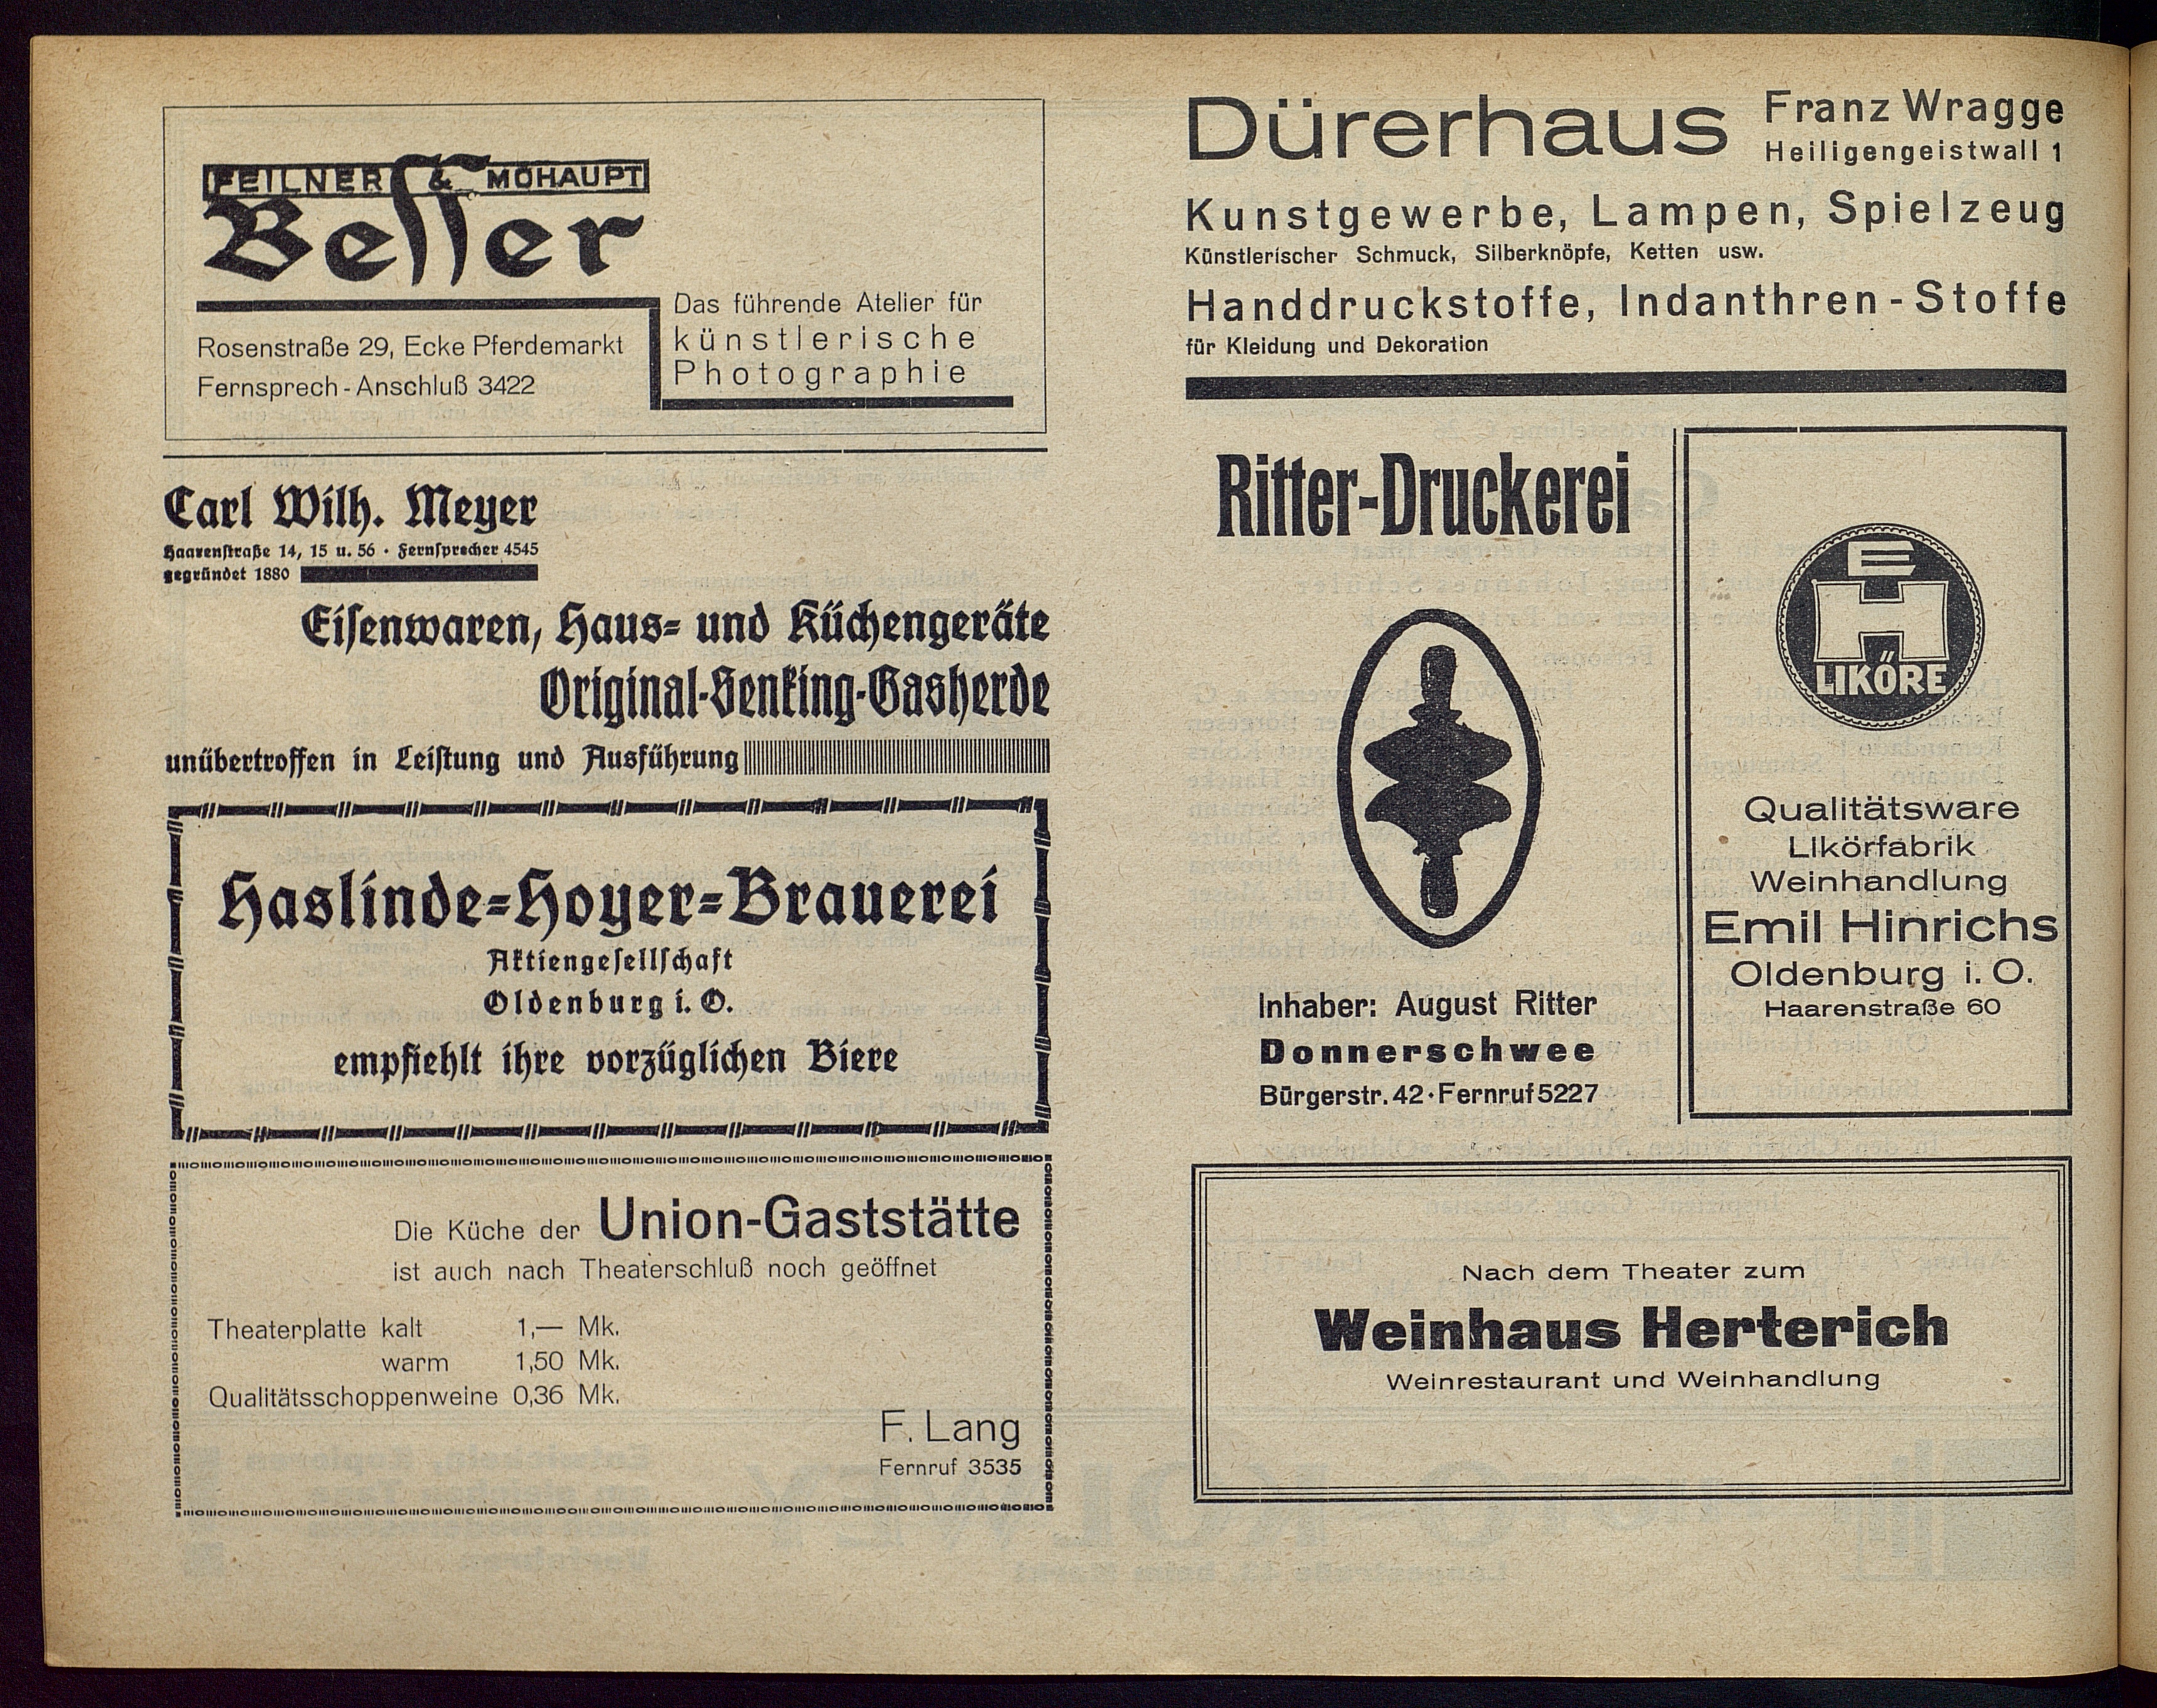 FEILNER & MOHAUPT
Besser
Rosenstraße 29, Ecke Pferdemarkt
Fernsprech-Anschluß 3422
Das führende Atelier für
künstlerische
Photographie
Carl Wilh. Meyer
Haarenstraße 14, 15 u. 56 · Fernsprecher 4545
gegründet 1880
Eisenwaren, Haus- und Küchengeräte
Original-Senking-Gasherde
unübertroffen in Leistung und Ausführung
Haslinde-Hoyer-Brauerei
Aktiengesellschaft
Oldenburg i. O.
empfiehlt ihre vorzüglichen Biere
Die Küche der Union-Gaststätte
ist auch nach Theaterschluß noch geöffnet
Theaterplatte kalt 1,— Mk.
warm 1,50 Mk.
Qualitätsschoppenweine 0,36 Mk.
F. Lang
Fernruf 3535
Dürerhaus Franz Wragge
Heiligengeistwall 1
Kunstgewerbe, Lampen, Spielzeug
Künstlerischer Schmuck, Silberknöpfe, Ketten usw.
Handdruckstoffe, Indanthren-Stoffe
für Kleidung und Dekoration
Ritter-Druckerei
Inhaber: August Ritter
Donnerschwee
Bürgerstr. 42 · Fernruf 5227
E
H
LIKÖRE
Qualitätsware
Likörfabrik
Weinhandlung
Emil Hinrichs
Oldenburg i. O.
Haarenstraße 60
Nach dem Theater zum
Weinhaus Herterich
Weinrestaurant und Weinhandlung